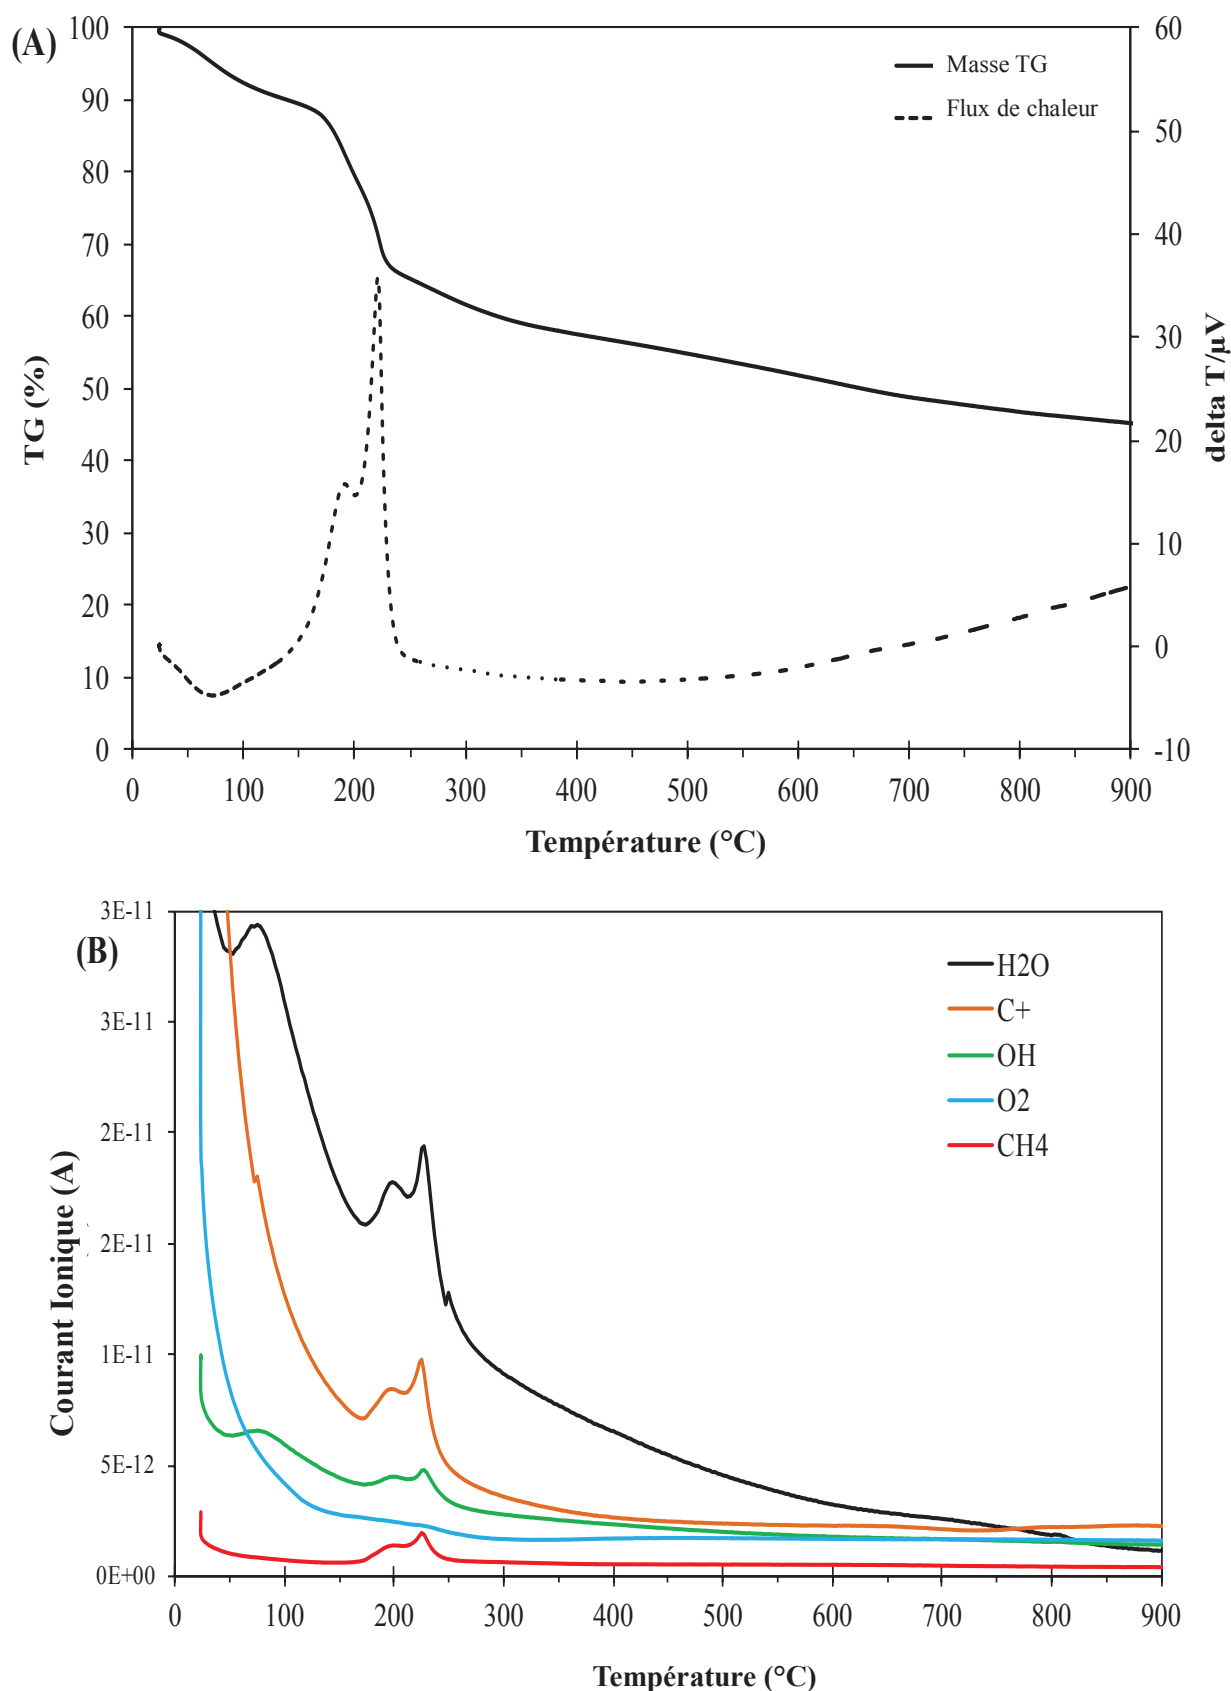 (A)
Masse TG
Flux de chaleur
100
90
80
70
60
50
40
30
20
10
0
TG (%)
60
50
40
30
20
10
0
-10
delta T/µV
0 100 200 300 400 500 600 700 800 900
Température (°C)
(B)
H2O
C+
OH
O2
CH4
3E-11
3E-11
2E-11
2E-11
1E-11
5E-12
0E+00
Courant Ionique (A)
0 100 200 300 400 500 600 700 800 900
Température (°C)